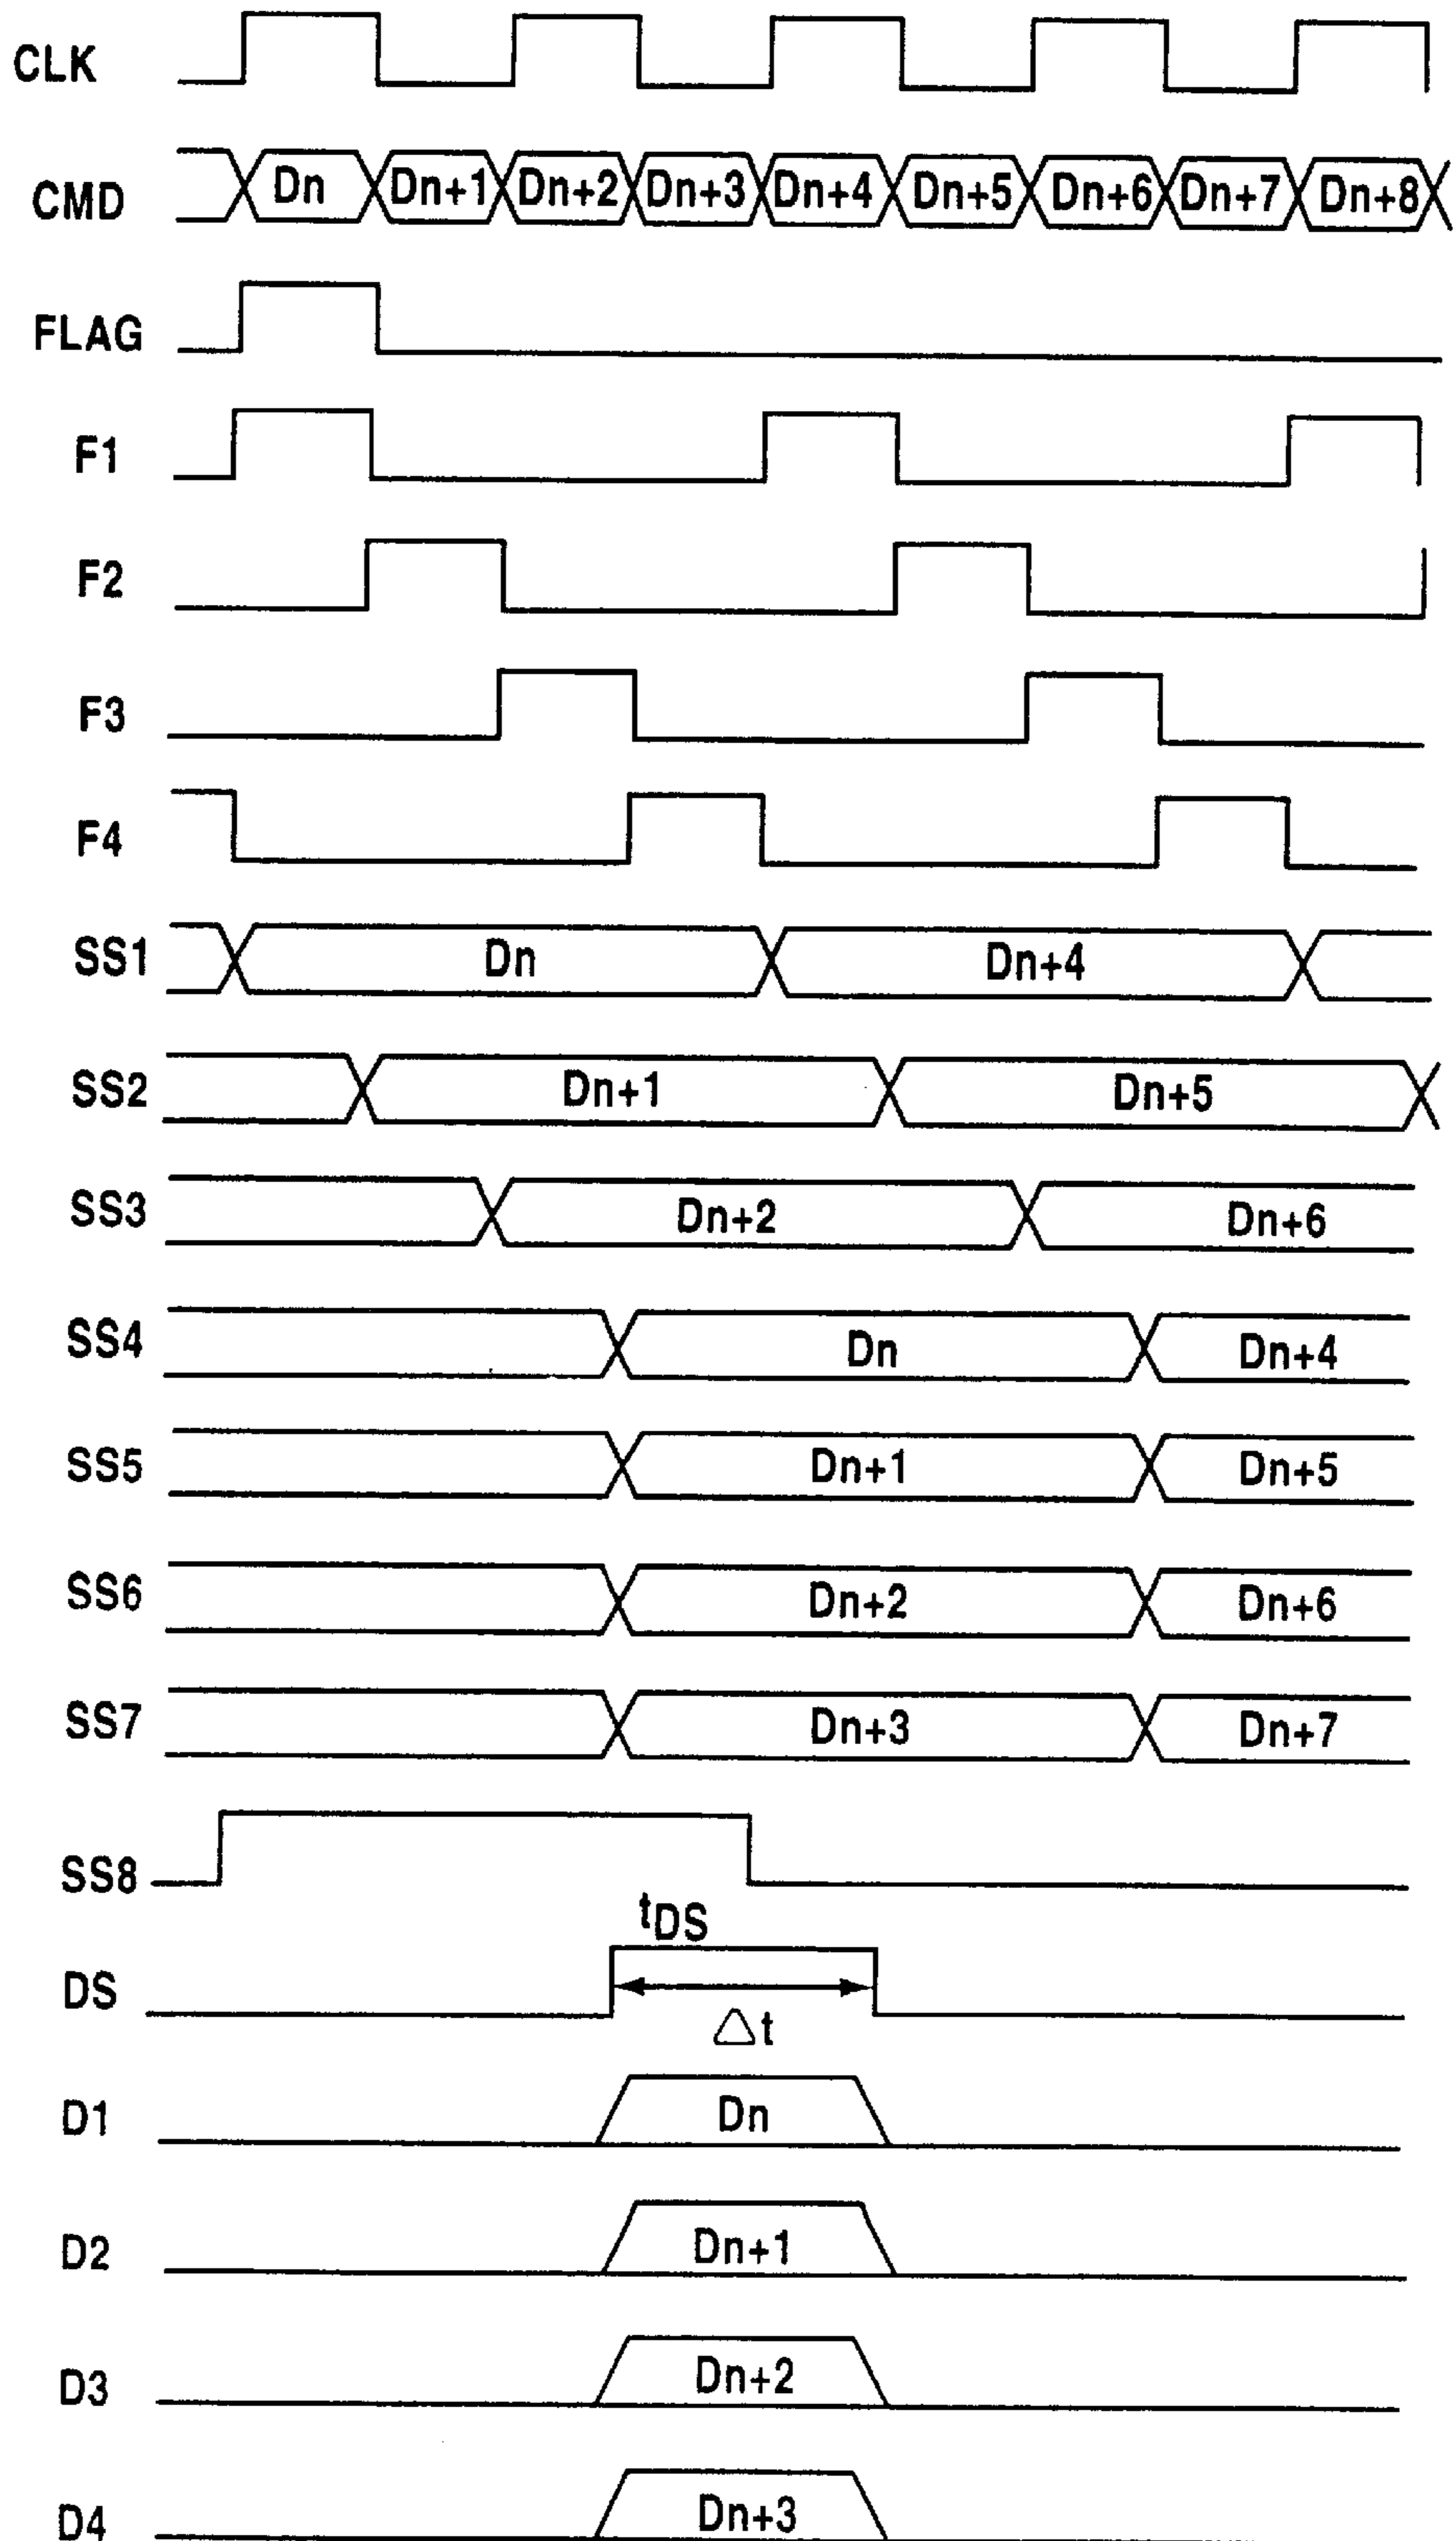 CLK
CMD Dn Dn+1 Dn+2 Dn+3 Dn+4 Dn+5 Dn+6 Dn+7 Dn+8
FLAG
F1
F2
F3
F4
SS1 Dn Dn+4
SS2 Dn+1 Dn+5
SS3 Dn+2 Dn+6
SS4 Dn Dn+4
SS5 Dn+1 Dn+5
SS6 Dn+2 Dn+6
SS7 Dn+3 Dn+7
SS8
tDS
DS
△t
D1 Dn
D2 Dn+1
D3 Dn+2
D4 Dn+3